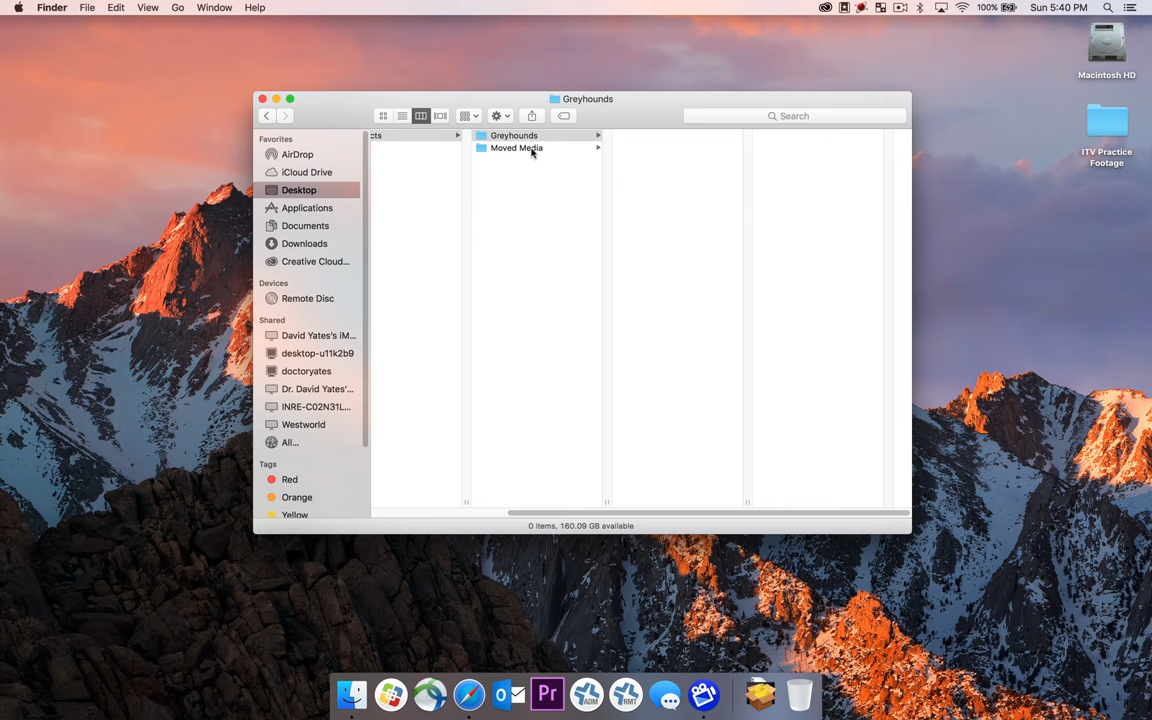 Finder File Edit View Go Window Help 100% Sun 5:40 PM
Macintosh HD
ITV Practice
Footage
Greyhounds
Search
Favorites
AirDrop
iCloud Drive
Desktop
Applications
Documents
Downloads
Creative Cloud...
Devices
Remote Disc
Shared
David Yates's iM...
desktop-u11k2b9
doctoryates
Dr. David Yates'...
INRE-C02N31L...
Westworld
All...
Tags
Red
Orange
Yellow
cts
Greyhounds
Moved Media
0 items, 160.09 GB available
Pr
ADM
RMT